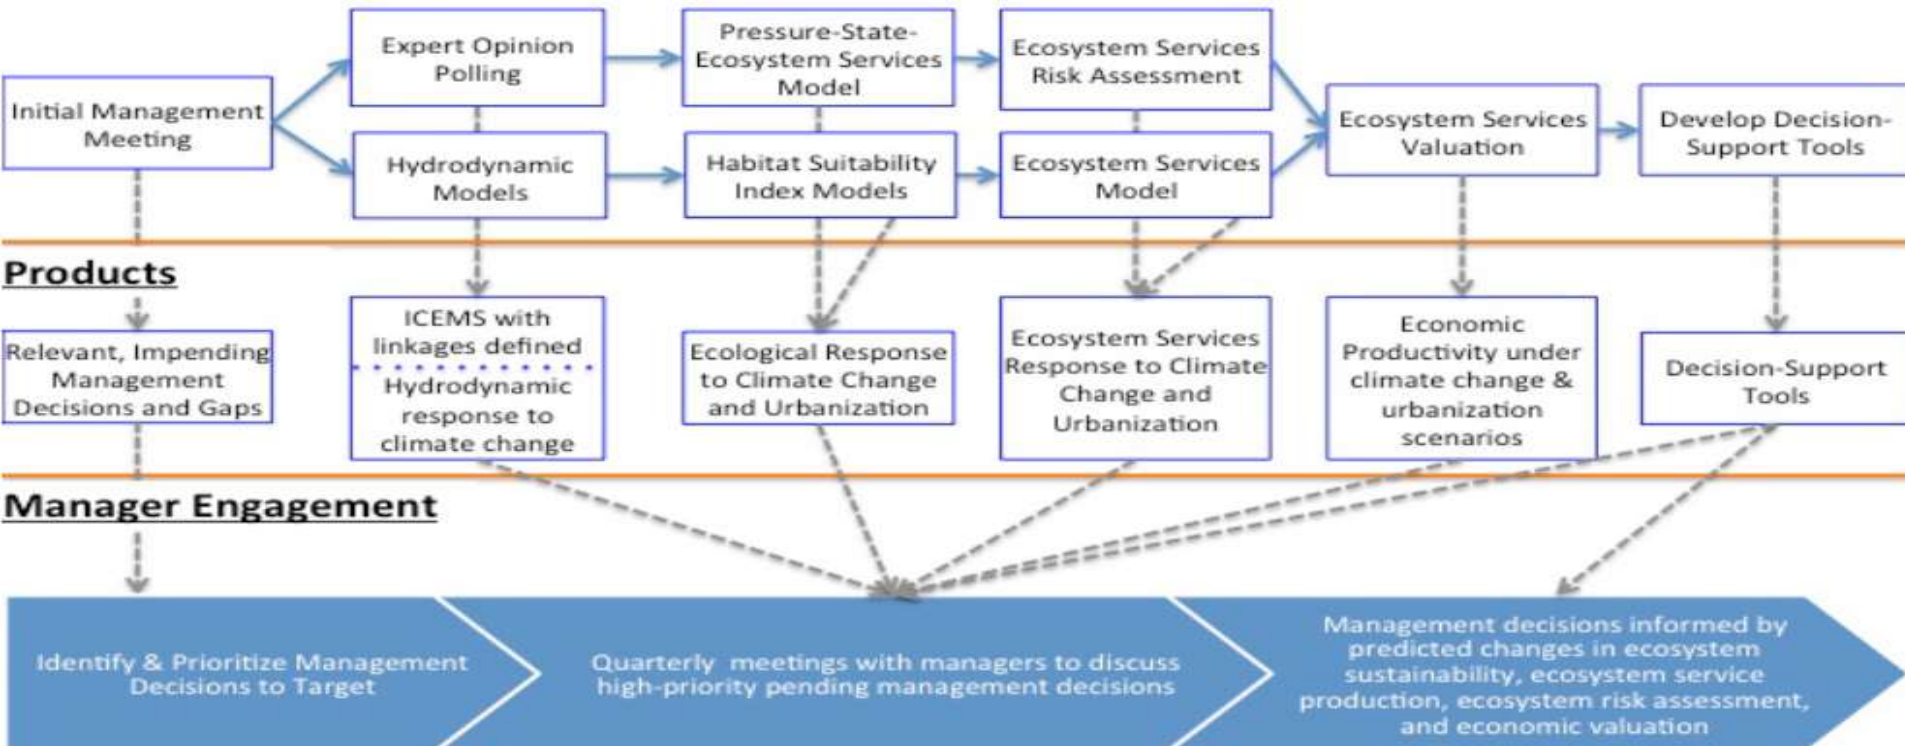 Initial Management
Meeting
Expert Opinion
Polling
Hydrodynamic
Models
Pressure-State-
Ecosystem Services
Model
Habitat Suitability
Index Models
Ecosystem Services
Risk Assessment
Ecosystem Services
Model
Ecosystem Services
Valuation
Develop Decision-
Support Tools
Products
Relevant, Impending
Management
Decisions and Gaps
ICEMS with
linkages defined
Hydrodynamic
response to
climate change
Ecological Response
to Climate Change
and Urbanization
Ecosystem Services
Response to Climate
Change and
Urbanization
Economic
Productivity under
climate change &
urbanization
scenarios
Decision-Support
Tools
Manager Engagement
Identify & Prioritize Management
Decisions to Target
Quarterly meetings with managers to discuss
high-priority pending management decisions
Management decisions informed by
predicted changes in ecosystem
sustainability, ecosystem service
production, ecosystem risk assessment,
and economic valuation